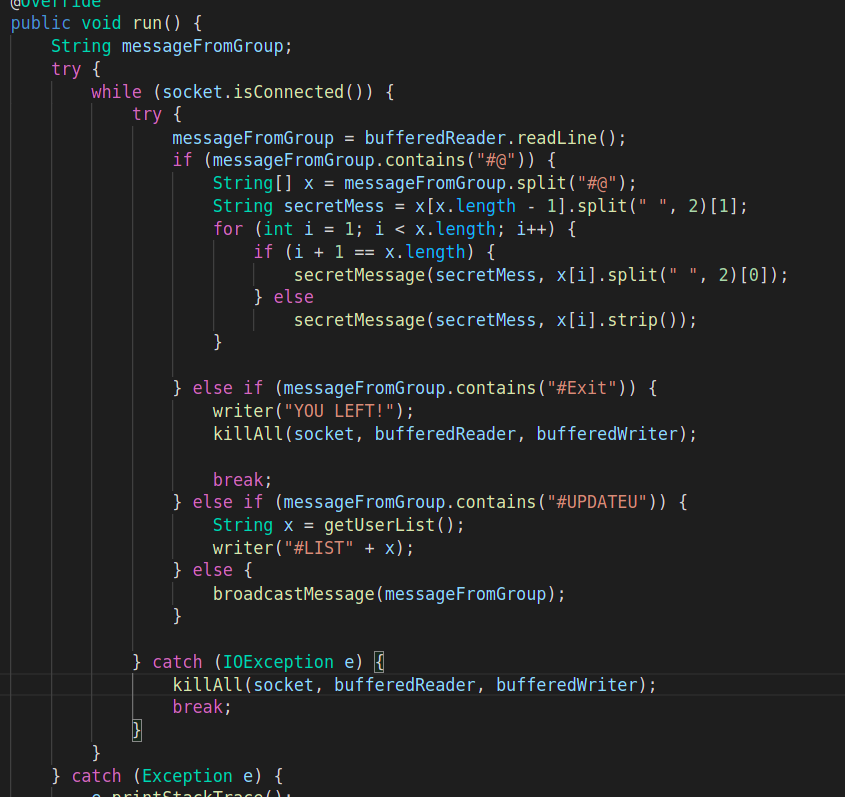 @Override
public void run() {
    String messageFromGroup;
    try {
        while (socket.isConnected()) {
            try {
                messageFromGroup = bufferedReader.readLine();
                if (messageFromGroup.contains("#@")) {
                    String[] x = messageFromGroup.split("#@");
                    String secretMess = x[x.length - 1].split(" ", 2)[1];
                    for (int i = 1; i < x.length; i++) {
                        if (i + 1 == x.length) {
                            secretMessage(secretMess, x[i].split(" ", 2)[0]);
                        } else
                            secretMessage(secretMess, x[i].strip());
                    }
                } else if (messageFromGroup.contains("#Exit")) {
                    writer("YOU LEFT!");
                    killAll(socket, bufferedReader, bufferedWriter);
                    break;
                } else if (messageFromGroup.contains("#UPDATEU")) {
                    String x = getUserList();
                    writer("#LIST" + x);
                } else {
                    broadcastMessage(messageFromGroup);
                }
            } catch (IOException e) {
                killAll(socket, bufferedReader, bufferedWriter);
                break;
            }
        }
    } catch (Exception e) {
        e.printStackTrace();